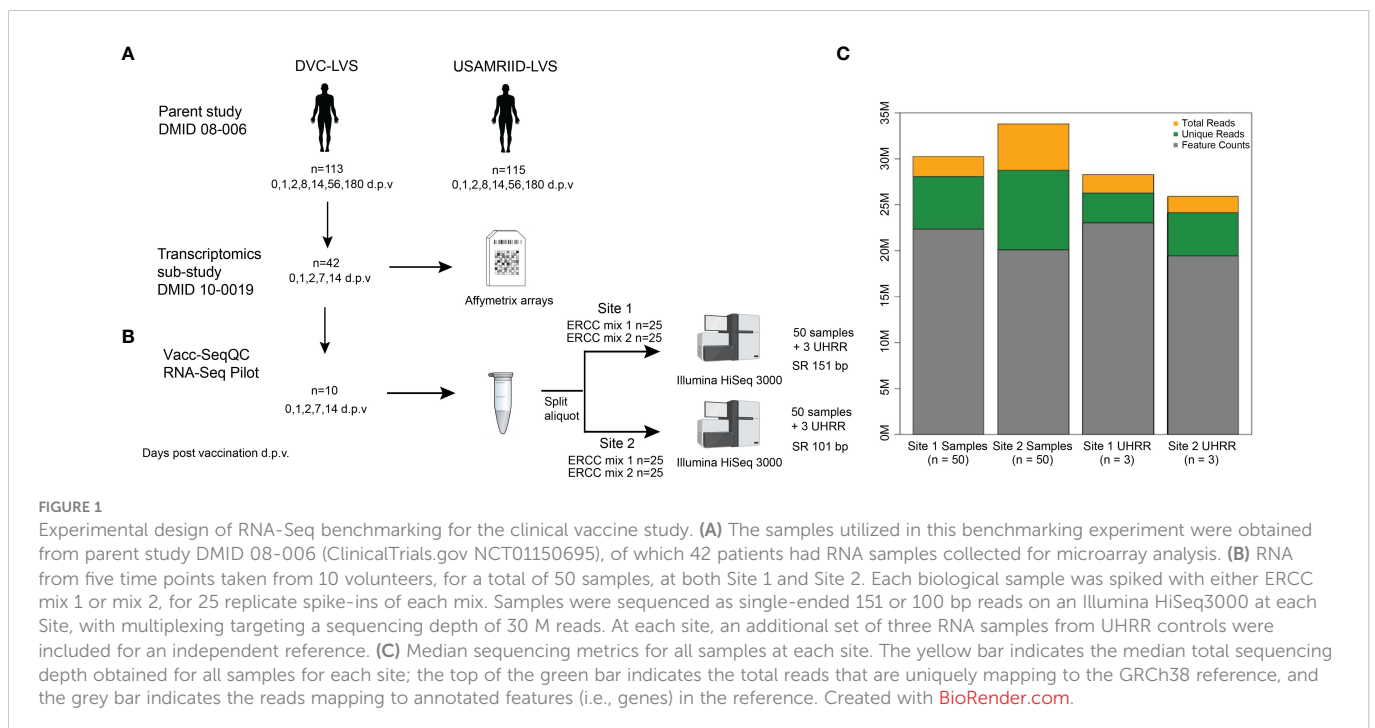 A
DVC-LVS
USAMRIID-LVS
Parent study
DMID 08-006
n=113
0,1,2,8,14,56,180 d.p.v
n=115
0,1,2,8,14,56,180 d.p.v
Transcriptomics
sub-study
DMID 10-0019
n=42
0,1,2,7,14 d.p.v
Affymetrix arrays
B
Vacc-SeqQC
RNA-Seq Pilot
n=10
0,1,2,7,14 d.p.v
Split
aliquot
Site 1
ERCC mix 1 n=25
ERCC mix 2 n=25
Illumina HiSeq 3000
50 samples
+ 3 UHRR
SR 151 bp
Site 2
ERCC mix 1 n=25
ERCC mix 2 n=25
Illumina HiSeq 3000
50 samples
+ 3 UHRR
SR 101 bp
Days post vaccination d.p.v.
C
35M
30M
25M
20M
15M
10M
5M
0M
Total Reads
Unique Reads
Feature Counts
Site 1 Samples
(n = 50)
Site 2 Samples
(n = 50)
Site 1 UHRR
(n = 3)
Site 2 UHRR
(n = 3)
FIGURE 1
Experimental design of RNA-Seq benchmarking for the clinical vaccine study. (A) The samples utilized in this benchmarking experiment were obtained
from parent study DMID 08-006 (ClinicalTrials.gov NCT01150695), of which 42 patients had RNA samples collected for microarray analysis. (B) RNA
from five time points taken from 10 volunteers, for a total of 50 samples, at both Site 1 and Site 2. Each biological sample was spiked with either ERCC
mix 1 or mix 2, for 25 replicate spike-ins of each mix. Samples were sequenced as single-ended 151 or 100 bp reads on an Illumina HiSeq3000 at each
Site, with multiplexing targeting a sequencing depth of 30 M reads. At each site, an additional set of three RNA samples from UHRR controls were
included for an independent reference. (C) Median sequencing metrics for all samples at each site. The yellow bar indicates the median total sequencing
depth obtained for all samples for each site; the top of the green bar indicates the total reads that are uniquely mapping to the GRCh38 reference, and
the grey bar indicates the reads mapping to annotated features (i.e., genes) in the reference. Created with BioRender.com.